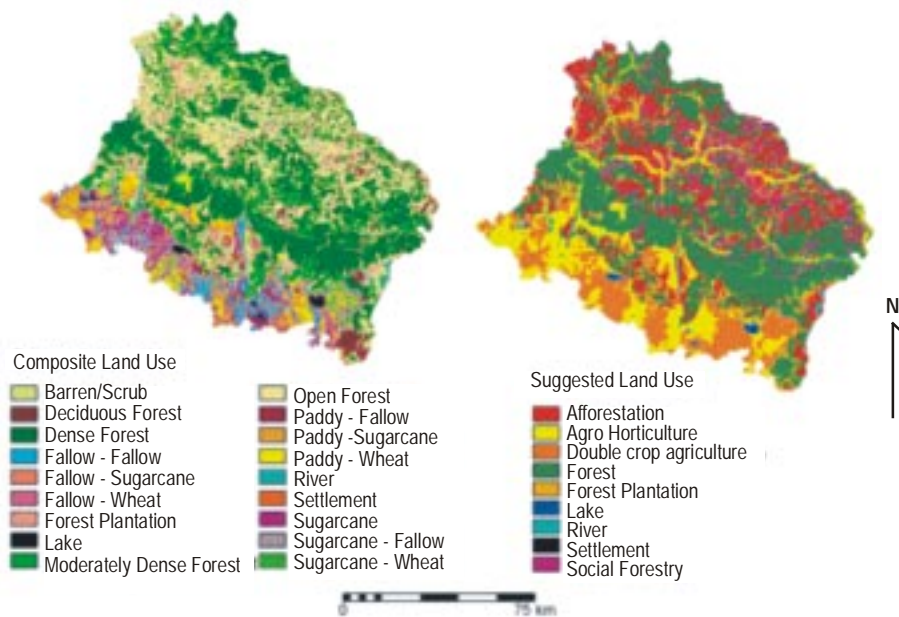 N
Composite Land Use
Barren/Scrub
Deciduous Forest
Dense Forest
Fallow - Fallow
Fallow - Sugarcane
Fallow - Wheat
Forest Plantation
Lake
Moderately Dense Forest
Open Forest
Paddy - Fallow
Paddy -Sugarcane
Paddy - Wheat
River
Settlement
Sugarcane
Sugarcane - Fallow
Sugarcane - Wheat
Suggested Land Use
Afforestation
Agro Horticulture
Double crop agriculture
Forest
Forest Plantation
Lake
River
Settlement
Social Forestry
0 75 km